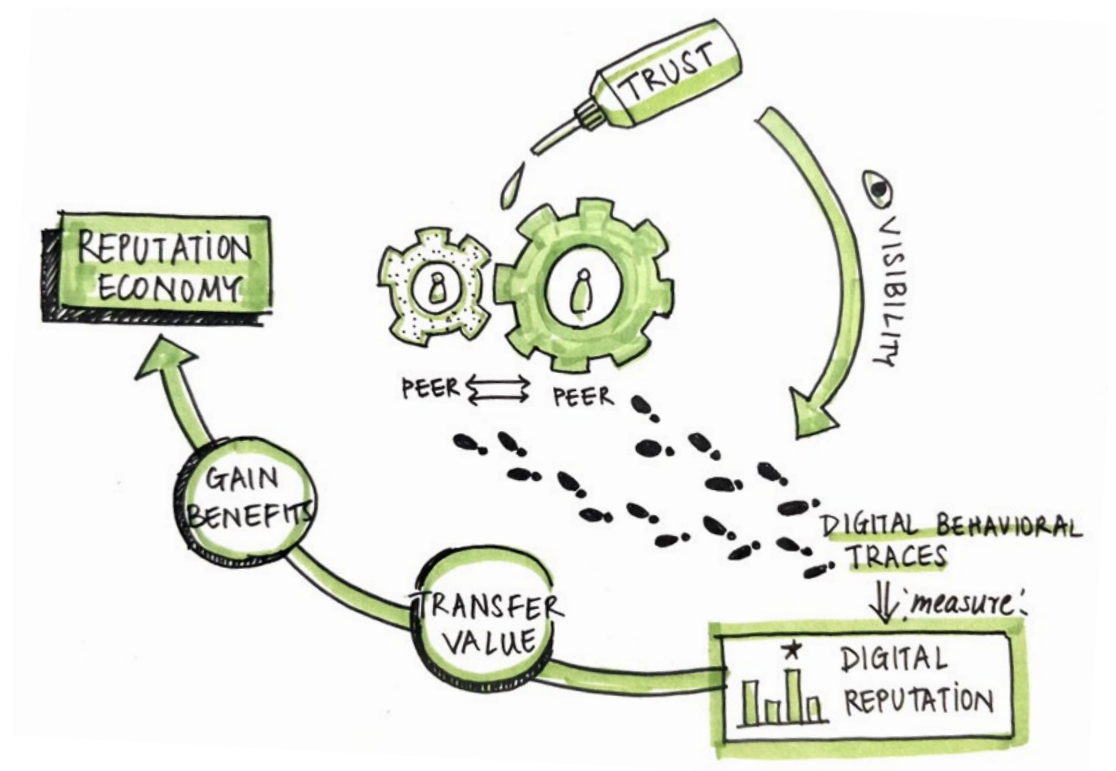 TRUST
VISIBILITY
REPUTATION
ECONOMY
PEER
PEER
DIGITAL BEHAVIORAL
TRACES
measure
DIGITAL
REPUTATION
TRANSFER
VALUE
GAIN
BENEFITS